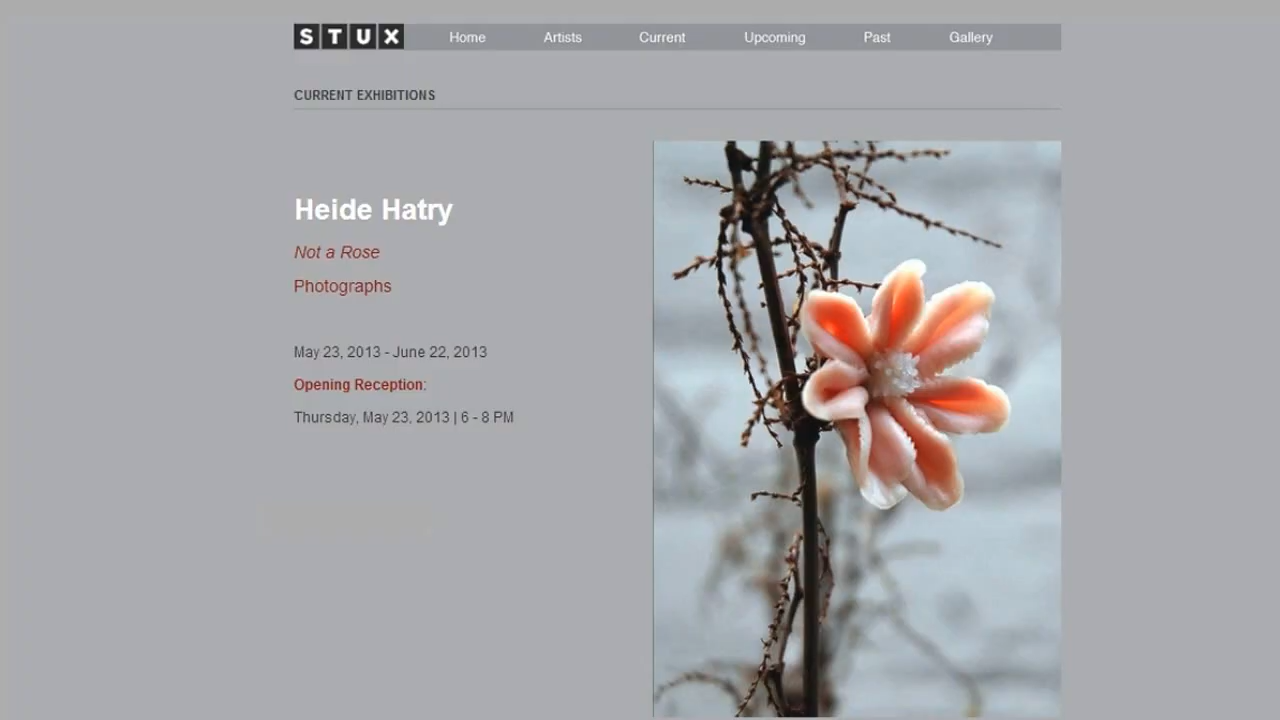 STUX Home Artists Current Upcoming Past Gallery
CURRENT EXHIBITIONS
Heide Hatry
Not a Rose
Photographs
May 23, 2013 - June 22, 2013
Opening Reception:
Thursday, May 23, 2013 | 6 - 8 PM